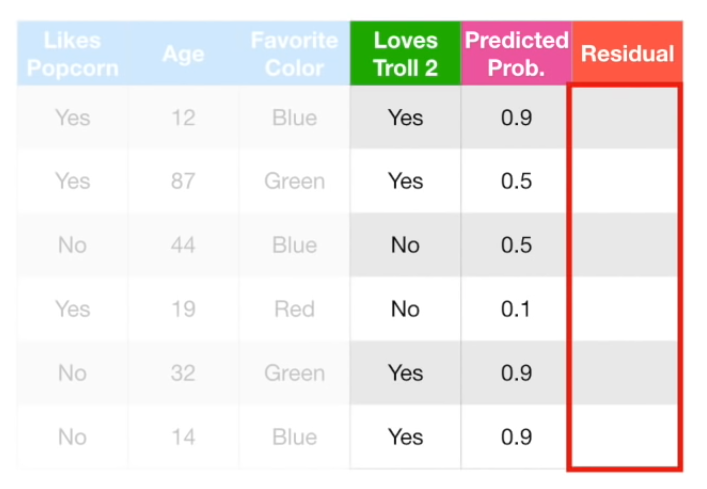 Likes Popcorn Age Favorite Color Loves Troll 2 Predicted Prob. Residual
Yes 12 Blue Yes 0.9
Yes 87 Green Yes 0.5
No 44 Blue No 0.5
Yes 19 Red No 0.1
No 32 Green Yes 0.9
No 14 Blue Yes 0.9